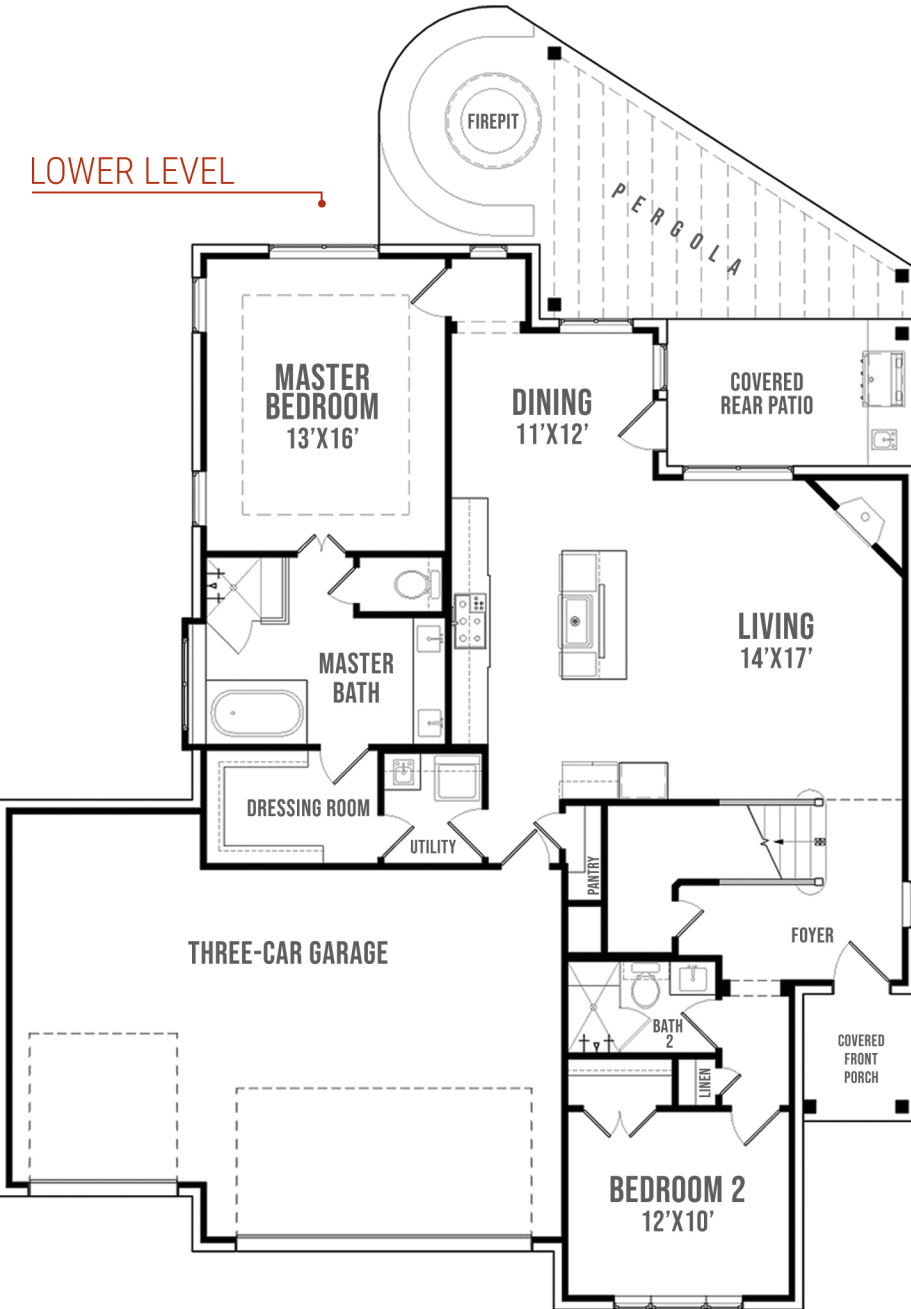 FIREPIT
LOWER LEVEL
PERGOLA
MASTER
BEDROOM
13'X16'
DINING
11'X12'
COVERED
REAR PATIO
LIVING
14'X17'
MASTER
BATH
DRESSING ROOM
UTILITY
PANTRY
THREE-CAR GARAGE
FOYER
BATH
2
COVERED
FRONT
PORCH
LINEN
BEDROOM 2
12'X10'